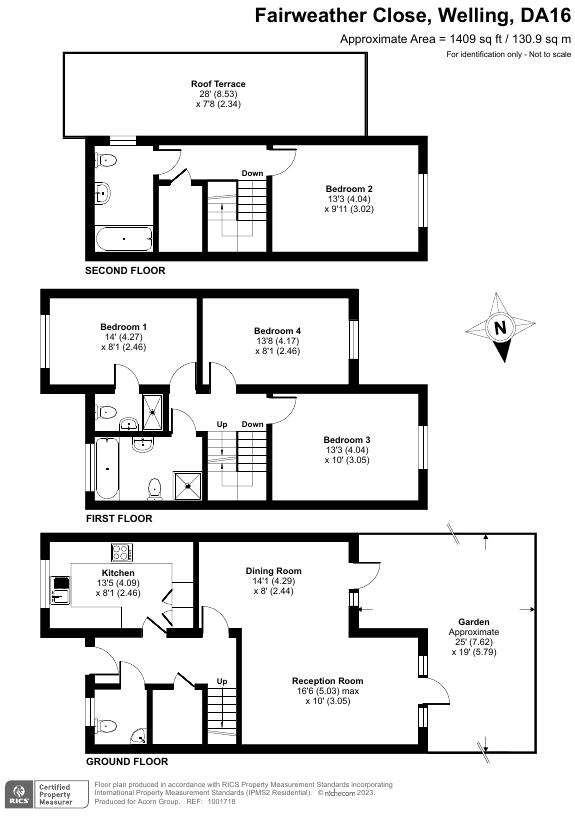 Fairweather Close, Welling, DA16
Approximate Area = 1409 sq ft / 130.9 sq m
For identification only - Not to scale
Roof Terrace
28' (8.53)
x 7'8 (2.34)
Down
Bedroom 2
13'3 (4.04)
x 9'11 (3.02)
SECOND FLOOR
Bedroom 1
14' (4.27)
x 8'1 (2.46)
Bedroom 4
13'8 (4.17)
x 8'1 (2.46)
N
Up
Down
Bedroom 3
13'3 (4.04)
x 10' (3.05)
FIRST FLOOR
Kitchen
13'5 (4.09)
x 8'1 (2.46)
Dining Room
14'1 (4.29)
x 8' (2.44)
Garden
Approximate
25' (7.62)
x 19' (5.79)
Up
Reception Room
16'6 (5.03) max
x 10' (3.05)
GROUND FLOOR
RICS
Certified
Property
Measurer
Floor plan produced in accordance with RICS Property Measurement Standards incorporating
International Property Measurement Standards (IPMS2 Residential). © nichecom 2023.
Produced for Acorn Group. REF: 1001718